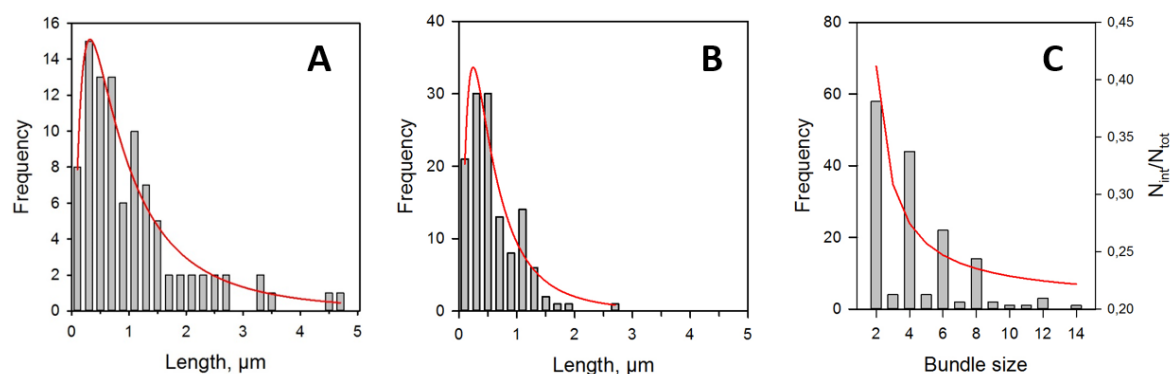 A
Frequency
16
14
12
10
8
6
4
2
0
0 1 2 3 4 5
Length, µm
B
Frequency
40
30
20
10
0
0 1 2 3 4 5
Length, µm
C
Frequency
80
60
40
20
0
2 4 6 8 10 12 14
Bundle size
0,45
0,40
0,35
0,30
0,25
0,20
N_int/N_tot